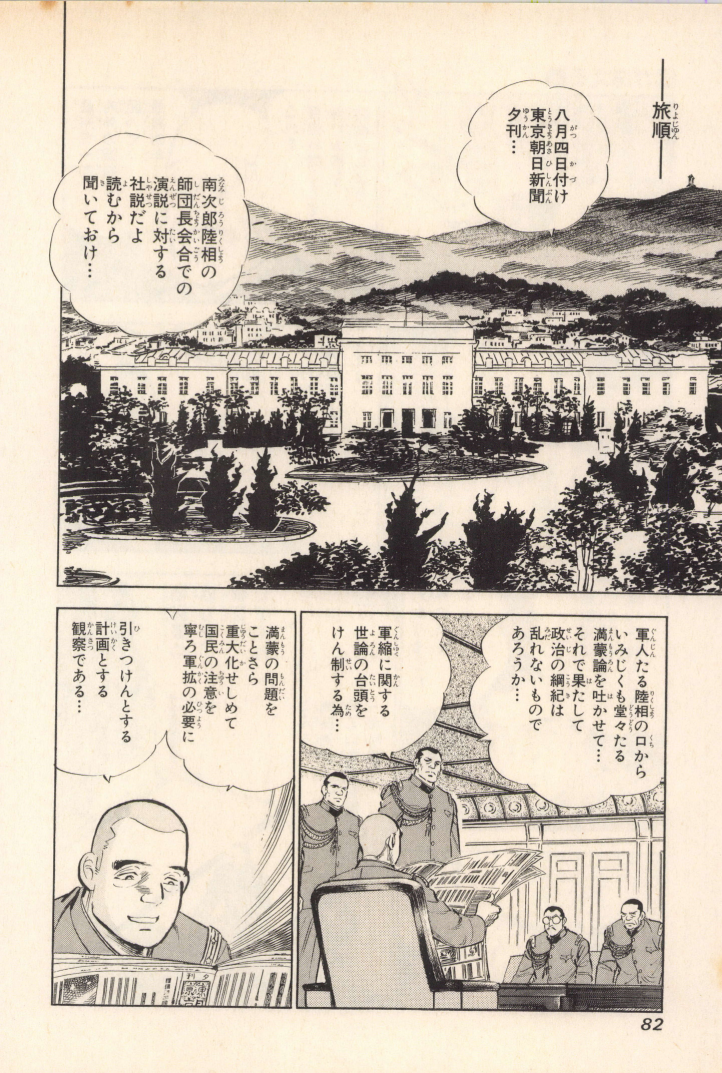 旅順
八月四日付け
東京朝日新聞
夕刊…
南次郎陸相の
師団長会合での
演説に対する
社説だよ
読むから
聞いておけ…
軍人たる陸相の口から
いみじくも堂々たる
満蒙論を吐かせて…
それで果たして
政治の綱紀は
乱れないもので
あろうか…
軍縮に関する
世論の台頭を
けん制する為…
満蒙の問題を
ことさら
重大化せしめて
国民の注意を
寧ろ軍拡の必要に
引きつけんとする
計画とする
観察である…
夕刊
82